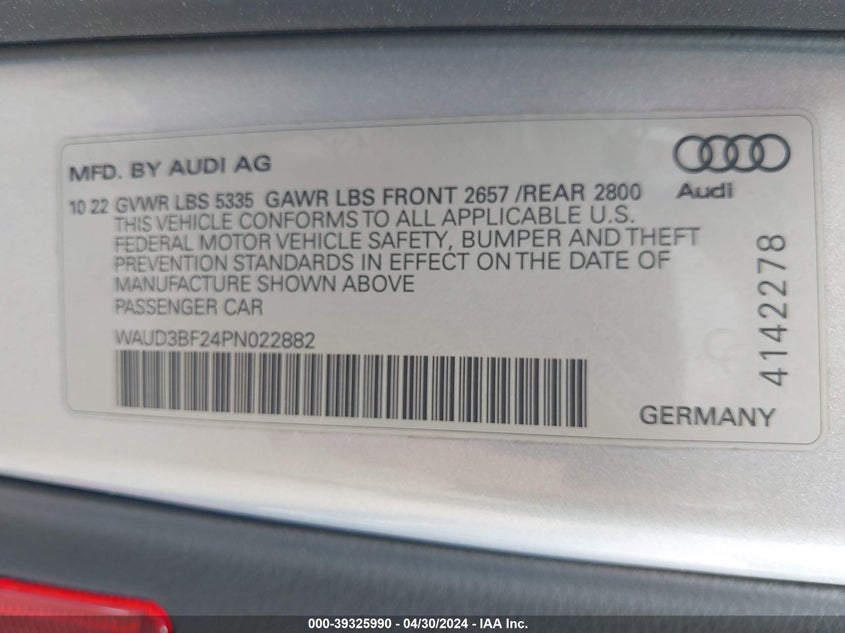 MFD. BY AUDI AG
Audi
10 22 GVWR LBS 5335 GAWR LBS FRONT 2657 /REAR 2800
THIS VEHICLE CONFORMS TO ALL APPLICABLE U.S.
FEDERAL MOTOR VEHICLE SAFETY, BUMPER AND THEFT
PREVENTION STANDARDS IN EFFECT ON THE DATE OF
MANUFACTURE SHOWN ABOVE
PASSENGER CAR
WAUD3BF24PN022882
4142278
GERMANY
000-39325990 - 04/30/2024 - IAA Inc.